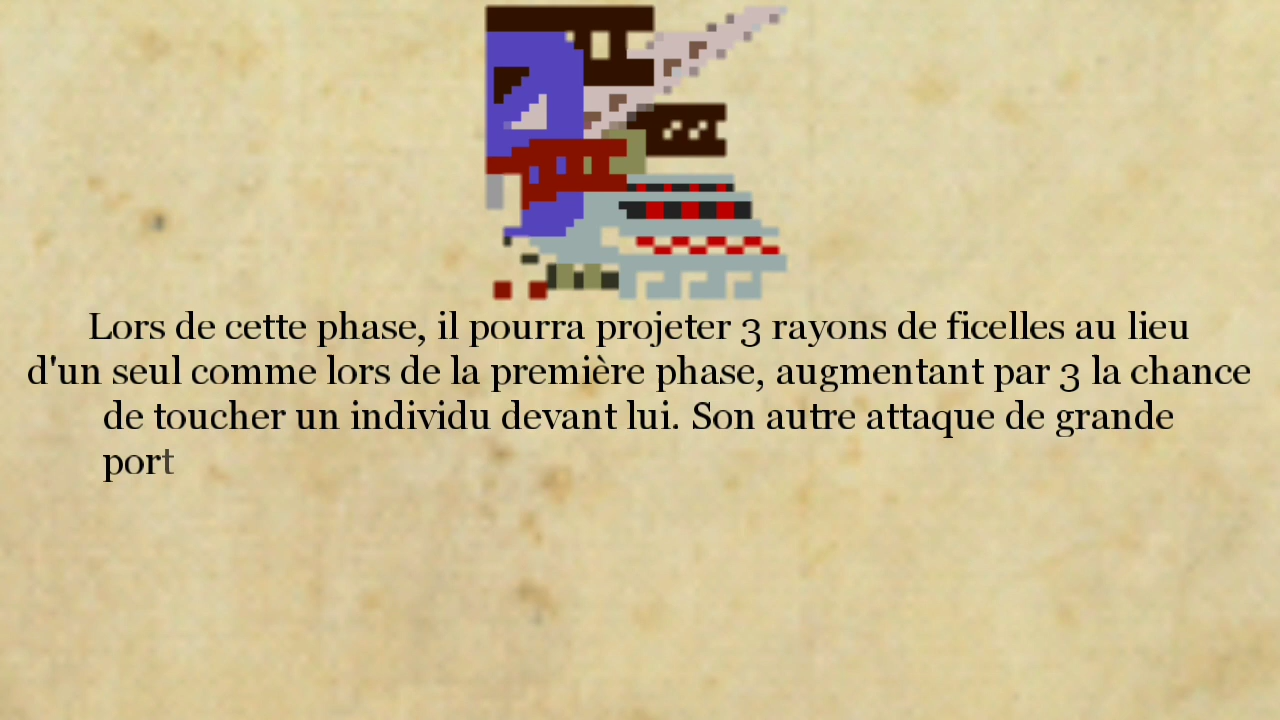 Lors de cette phase, il pourra projeter 3 rayons de ficelles au lieu
d'un seul comme lors de la première phase, augmentant par 3 la chance
de toucher un individu devant lui. Son autre attaque de grande
port